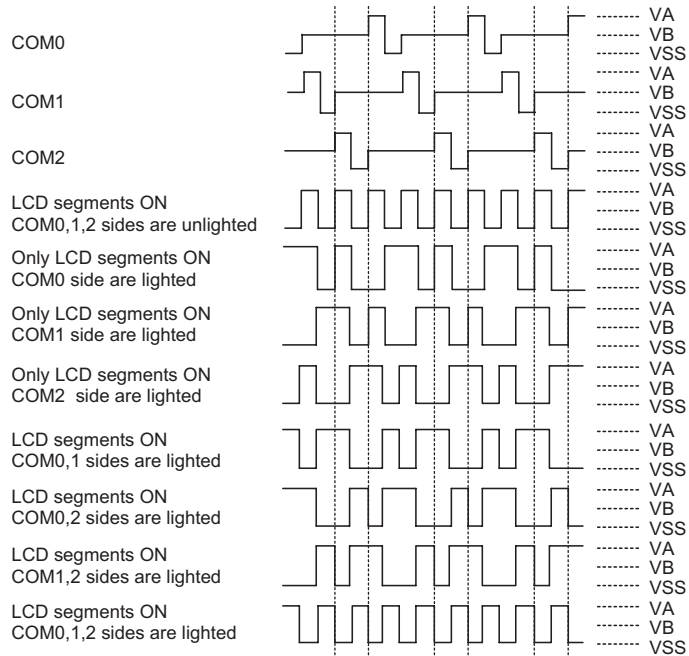 COM0
VA
VB
VSS
COM1
VA
VB
VSS
COM2
VA
VB
VSS
LCD segments ON
COM0,1,2 sides are unlighted
VA
VB
VSS
Only LCD segments ON
COM0 side are lighted
VA
VB
VSS
Only LCD segments ON
COM1 side are lighted
VA
VB
VSS
Only LCD segments ON
COM2 side are lighted
VA
VB
VSS
LCD segments ON
COM0,1 sides are lighted
VA
VB
VSS
LCD segments ON
COM0,2 sides are lighted
VA
VB
VSS
LCD segments ON
COM1,2 sides are lighted
VA
VB
VSS
LCD segments ON
COM0,1,2 sides are lighted
VA
VB
VSS